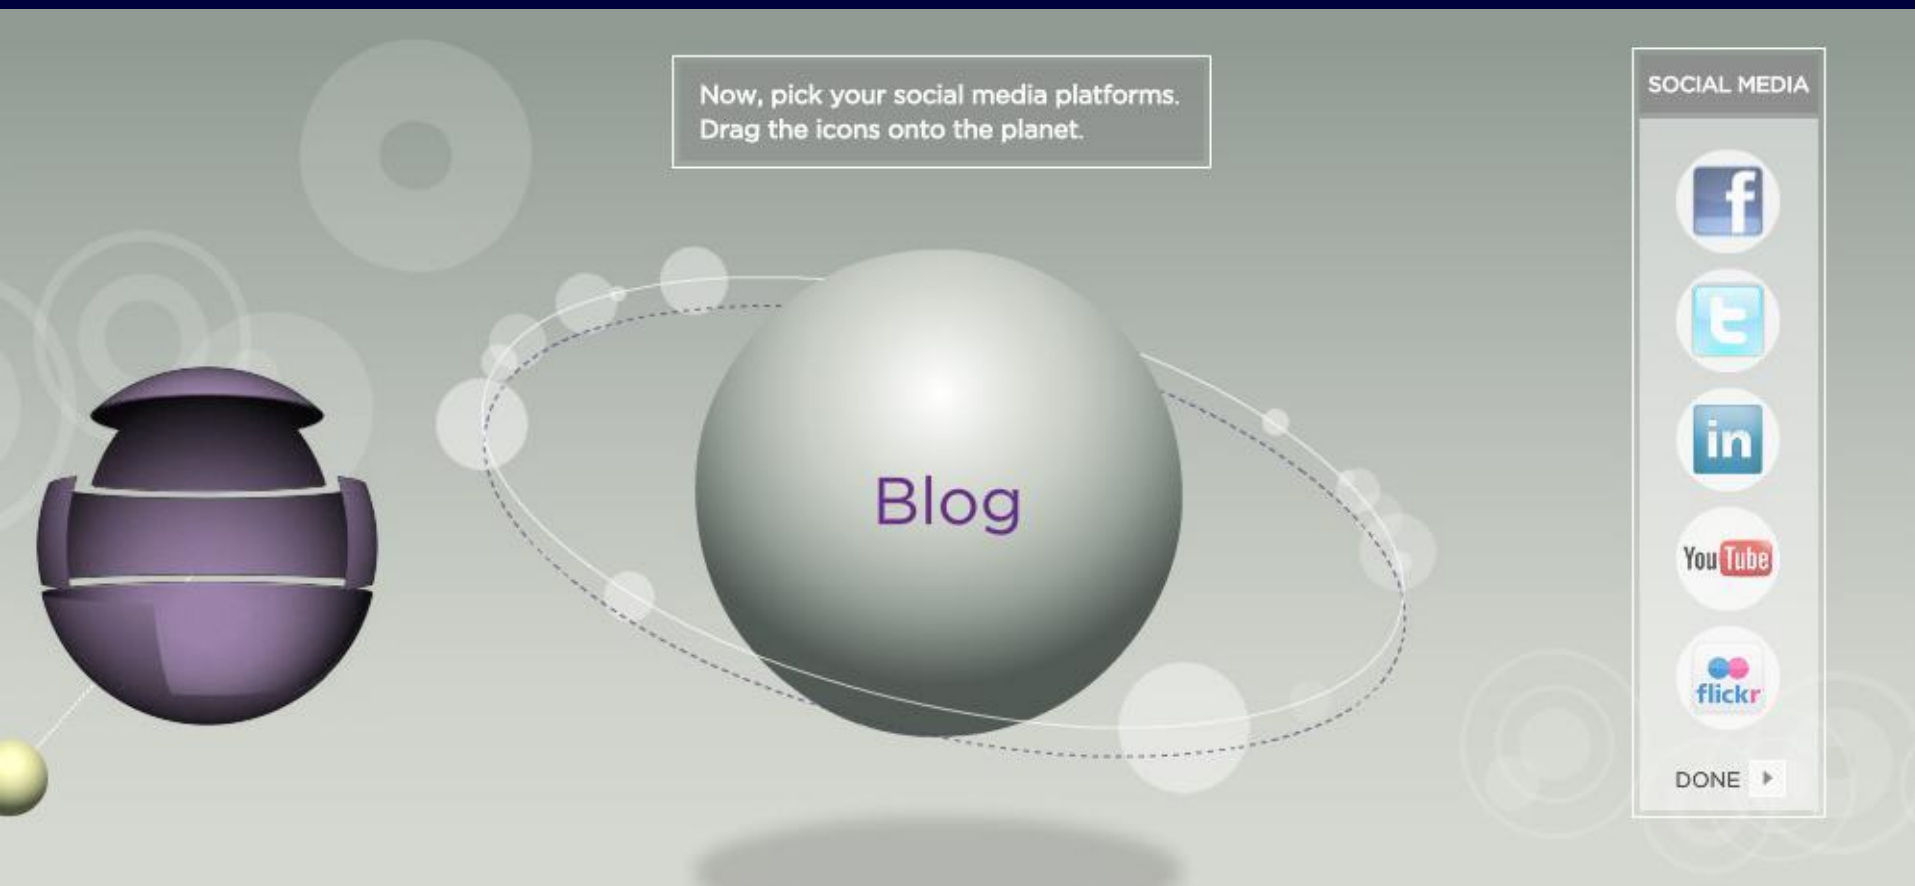 Now, pick your social media platforms.
Drag the icons onto the planet.
SOCIAL MEDIA
f
t
in
Blog
You Tube
flickr
DONE